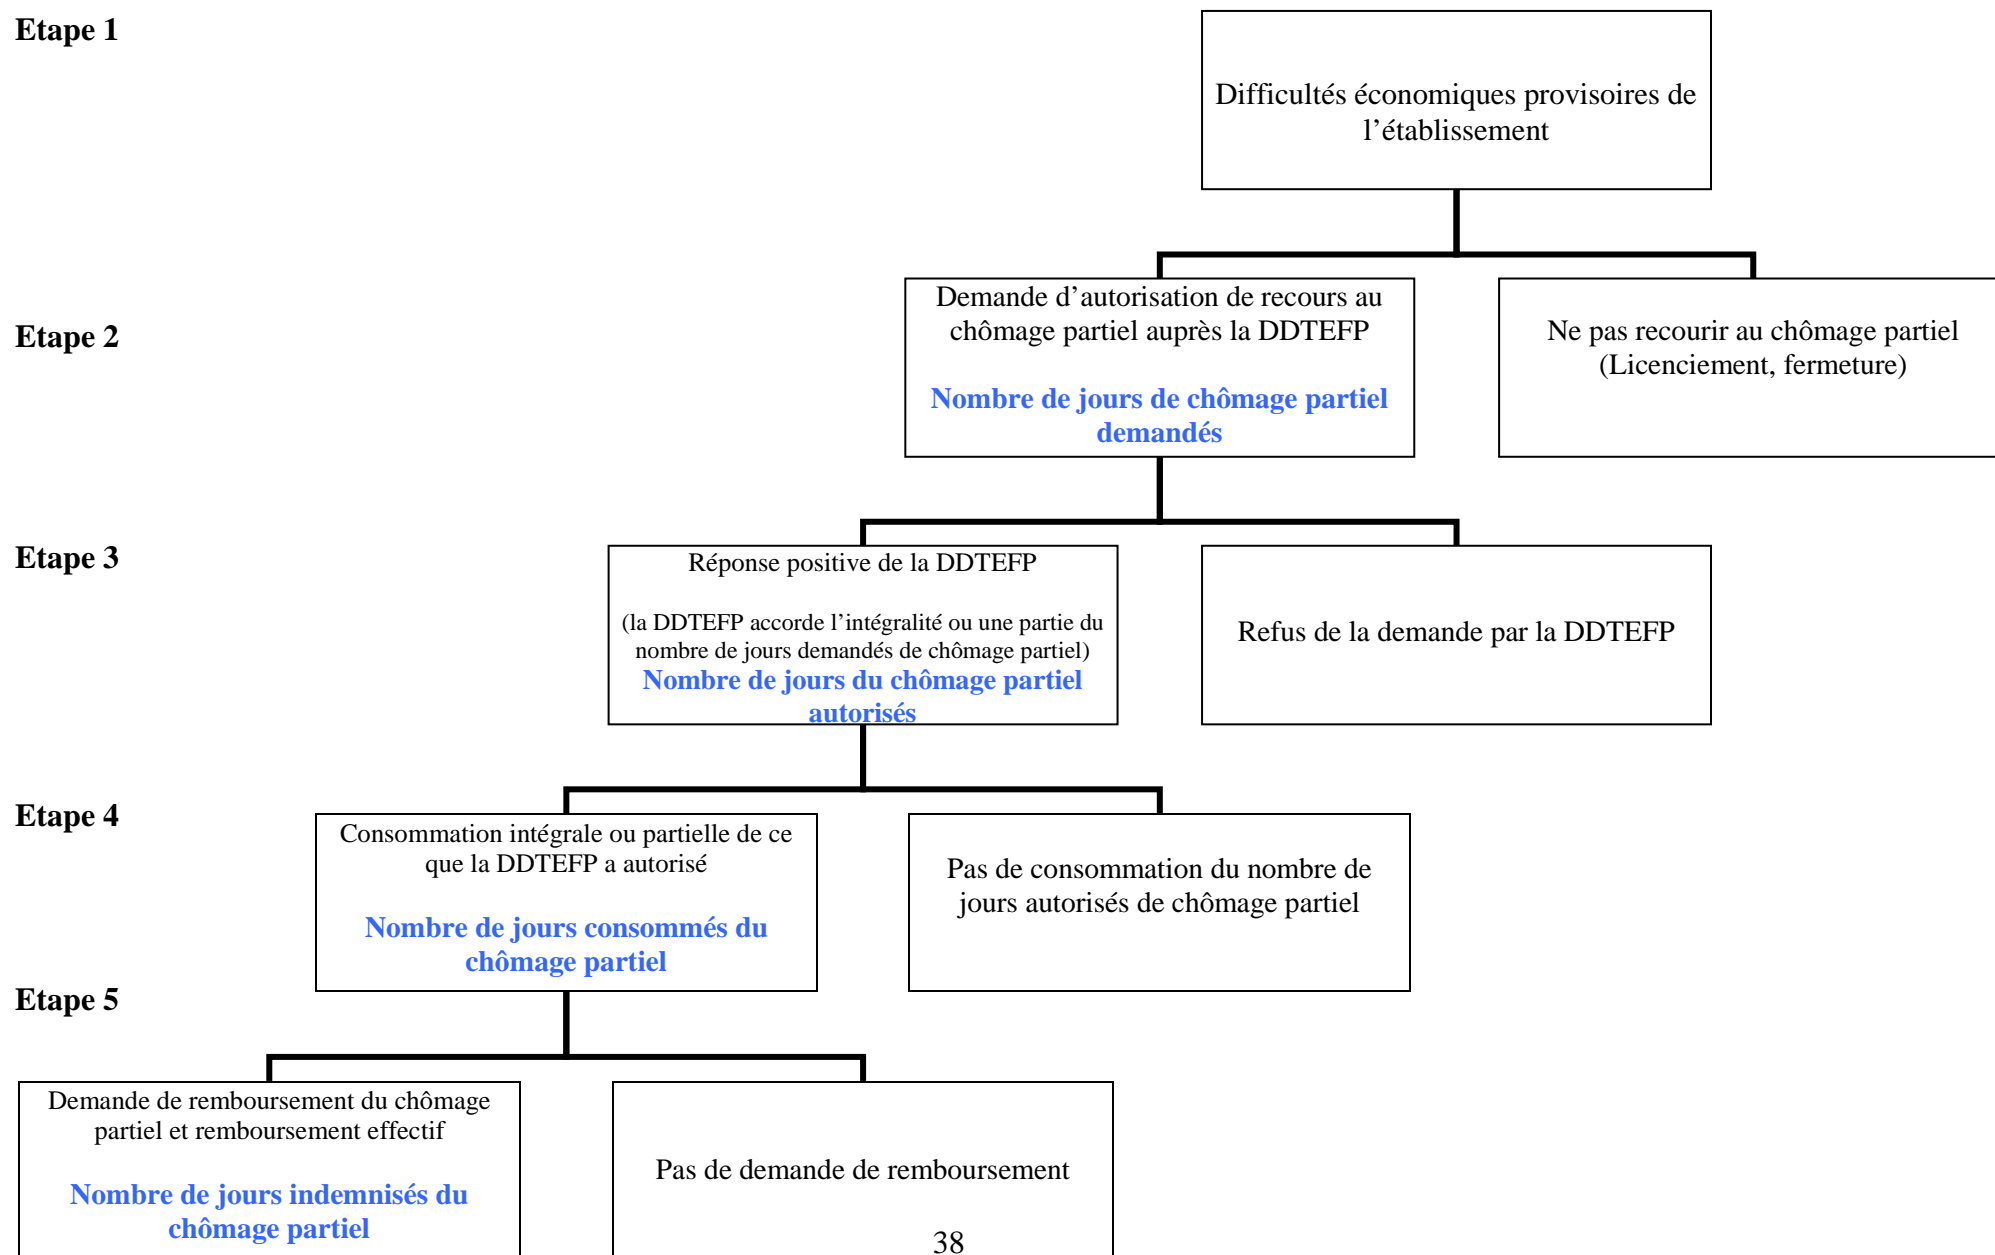 Etape 1
Difficultés économiques provisoires de
l’établissement
Etape 2
Demande d’autorisation de recours au
chômage partiel auprès la DDTEFP
Nombre de jours de chômage partiel
demandés
Ne pas recourir au chômage partiel
(Licenciement, fermeture)
Etape 3
Réponse positive de la DDTEFP
(la DDTEFP accorde l’intégralité ou une partie du
nombre de jours demandés de chômage partiel)
Nombre de jours du chômage partiel
autorisés
Refus de la demande par la DDTEFP
Etape 4
Consommation intégrale ou partielle de ce
que la DDTEFP a autorisé
Nombre de jours consommés du
chômage partiel
Pas de consommation du nombre de
jours autorisés de chômage partiel
Etape 5
Demande de remboursement du chômage
partiel et remboursement effectif
Nombre de jours indemnisés du
chômage partiel
Pas de demande de remboursement
38